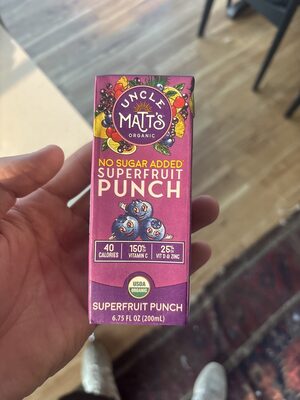 UNCLE
MATT'S
ORGANIC
NO SUGAR ADDED
SUPERFRUIT
PUNCH
40
CALORIES
150%
VITAMIN C
25%
VIT D & ZINC
USDA
ORGANIC
SUPERFRUIT PUNCH
6.75 FL OZ (200mL)